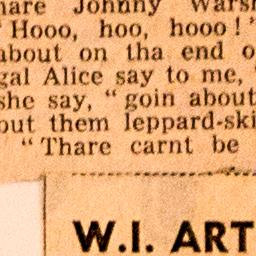 hare Johnny Warsh
"Hooo, hoo, hooo!"
about on tha end o
gal Alice say to me, "
she say, "goin about
out them leppard-ski
"Thare carnt be
W.I. ART